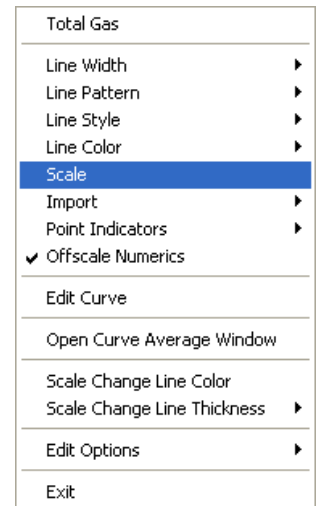 Total Gas
Line Width
Line Pattern
Line Style
Line Color
Scale
Import
Point Indicators
Offscale Numerics
Edit Curve
Open Curve Average Window
Scale Change Line Color
Scale Change Line Thickness
Edit Options
Exit